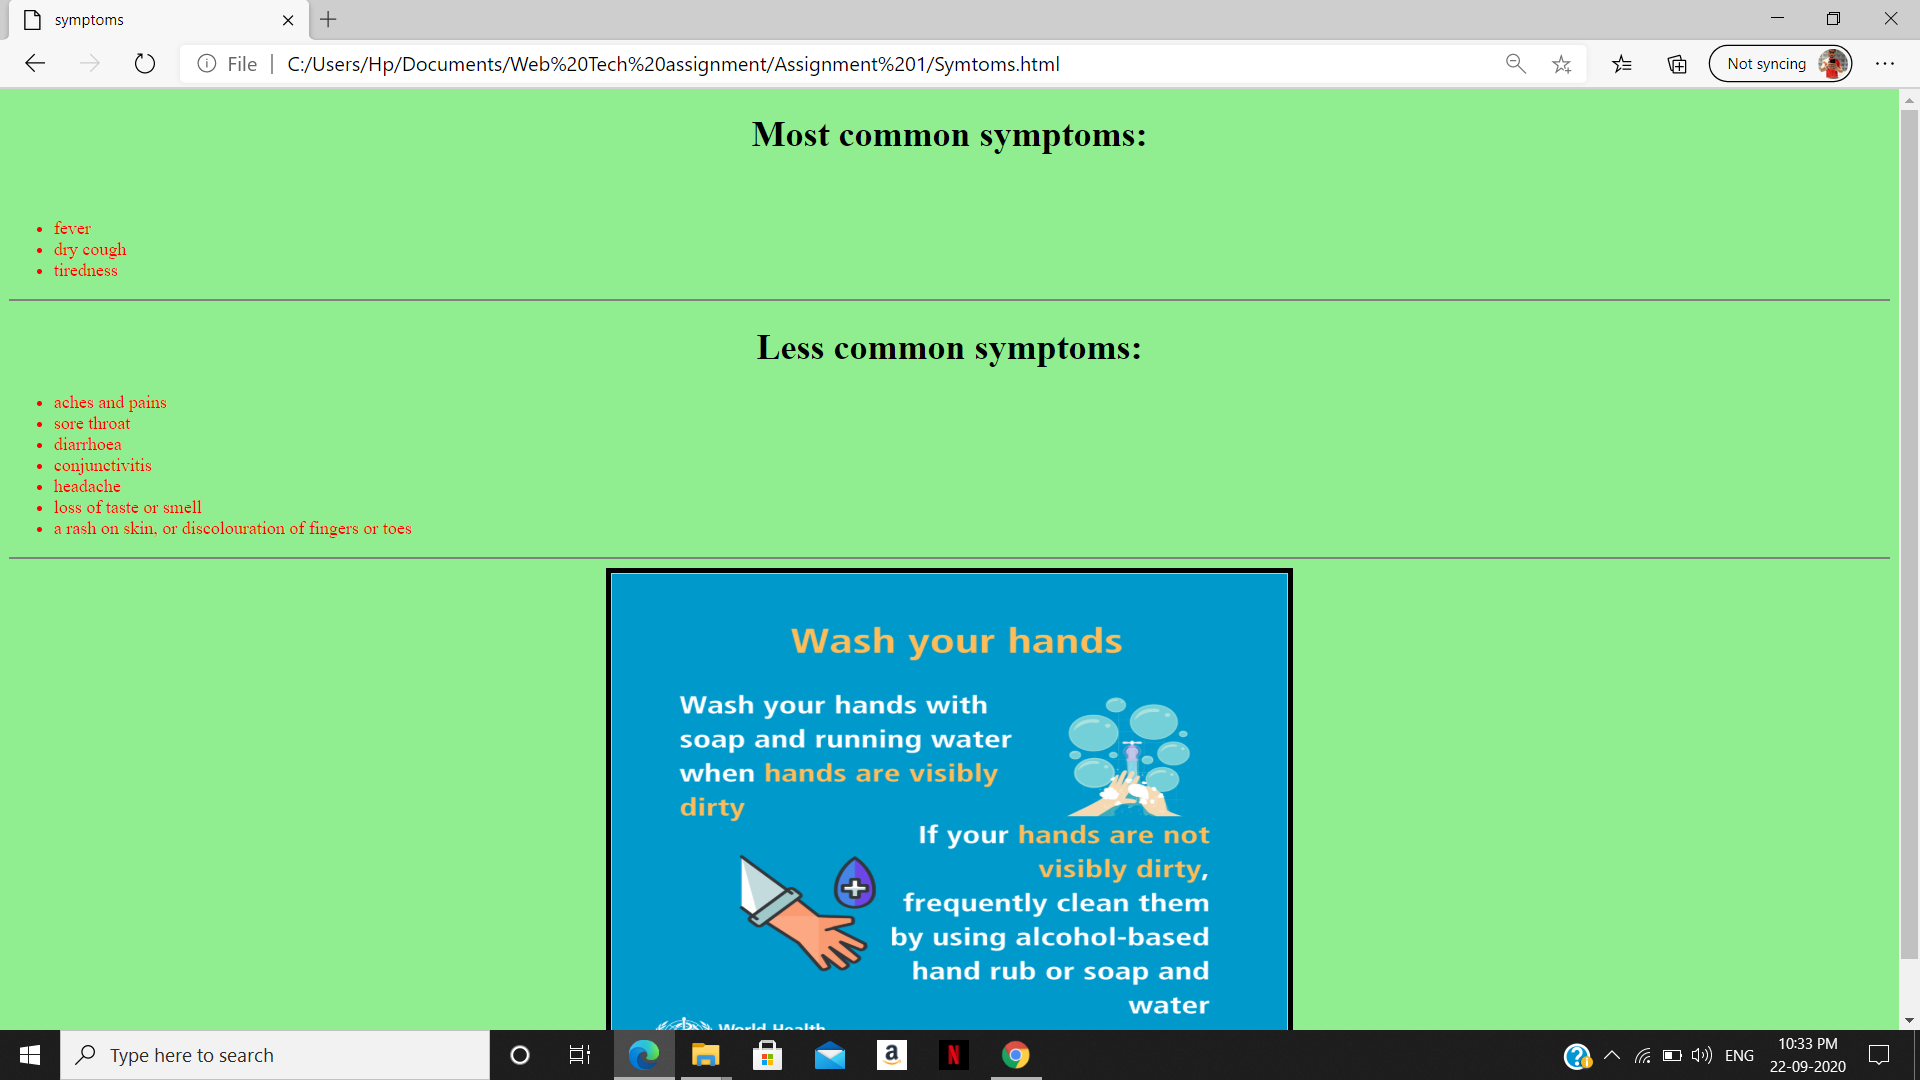 symptoms
File
C:/Users/Hp/Documents/Web%20Tech%20assignment/Assignment%201/Symtoms.html
Not syncing
Most common symptoms:
fever
dry cough
tiredness
Less common symptoms:
aches and pains
sore throat
diarrhoea
conjunctivitis
headache
loss of taste or smell
a rash on skin, or discolouration of fingers or toes
Wash your hands
Wash your hands with
soap and running water
when hands are visibly
dirty
If your hands are not
visibly dirty,
frequently clean them
by using alcohol-based
hand rub or soap and
water
World Health
Type here to search
a
N
ENG
10:33 PM
22-09-2020